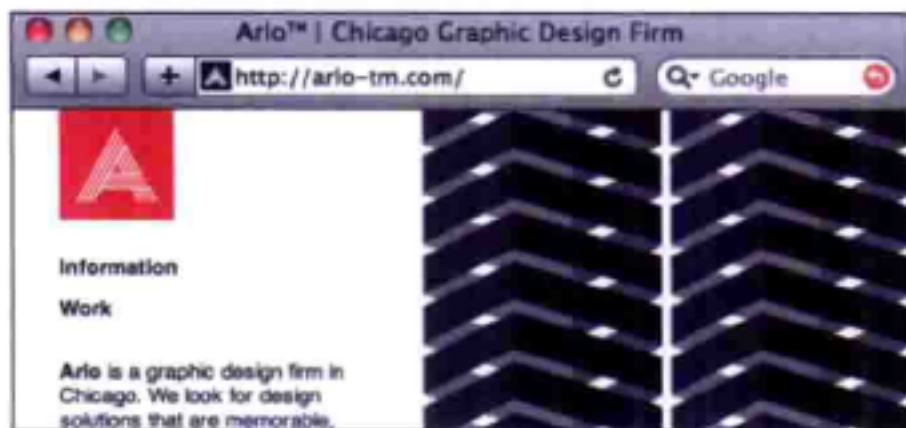 Arlo™ | Chicago Graphic Design Firm
http://arlo-tm.com/
Google
A
Information
Work
Arlo is a graphic design firm in
Chicago. We look for design
solutions that are memorable,